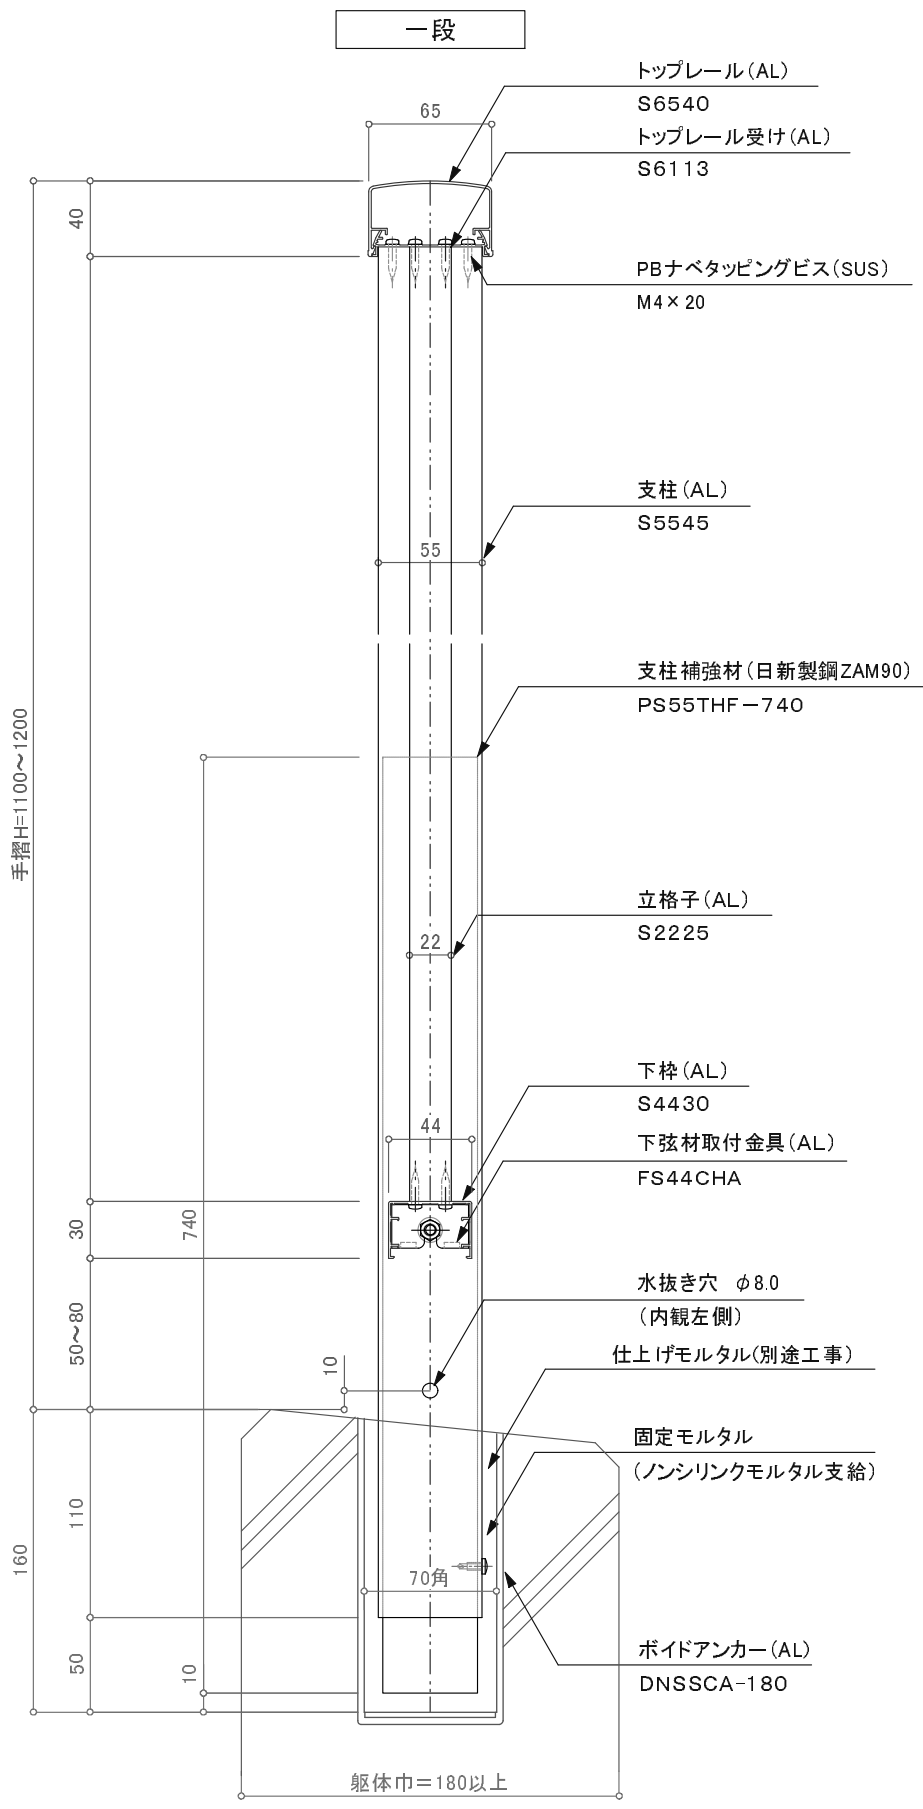 一段
トップレール(AL)
S6540
65
トップレール受け(AL)
S6113
40
PBナベタッピングビス(SUS)
M4×20
支柱(AL)
S5545
55
支柱補強材(日新製鋼ZAM90)
PS55THF-740
手摺H=1100~1200
立格子(AL)
S2225
22
下枠(AL)
S4430
44
下弦材取付金具(AL)
FS44CHA
30
740
水抜き穴 φ8.0
(内観左側)
50~80
10
仕上げモルタル(別途工事)
固定モルタル
(ノンシリンクモルタル支給)
110
160
70角
ボイドアンカー(AL)
DNSSCA-180
50
10
躯体巾=180以上